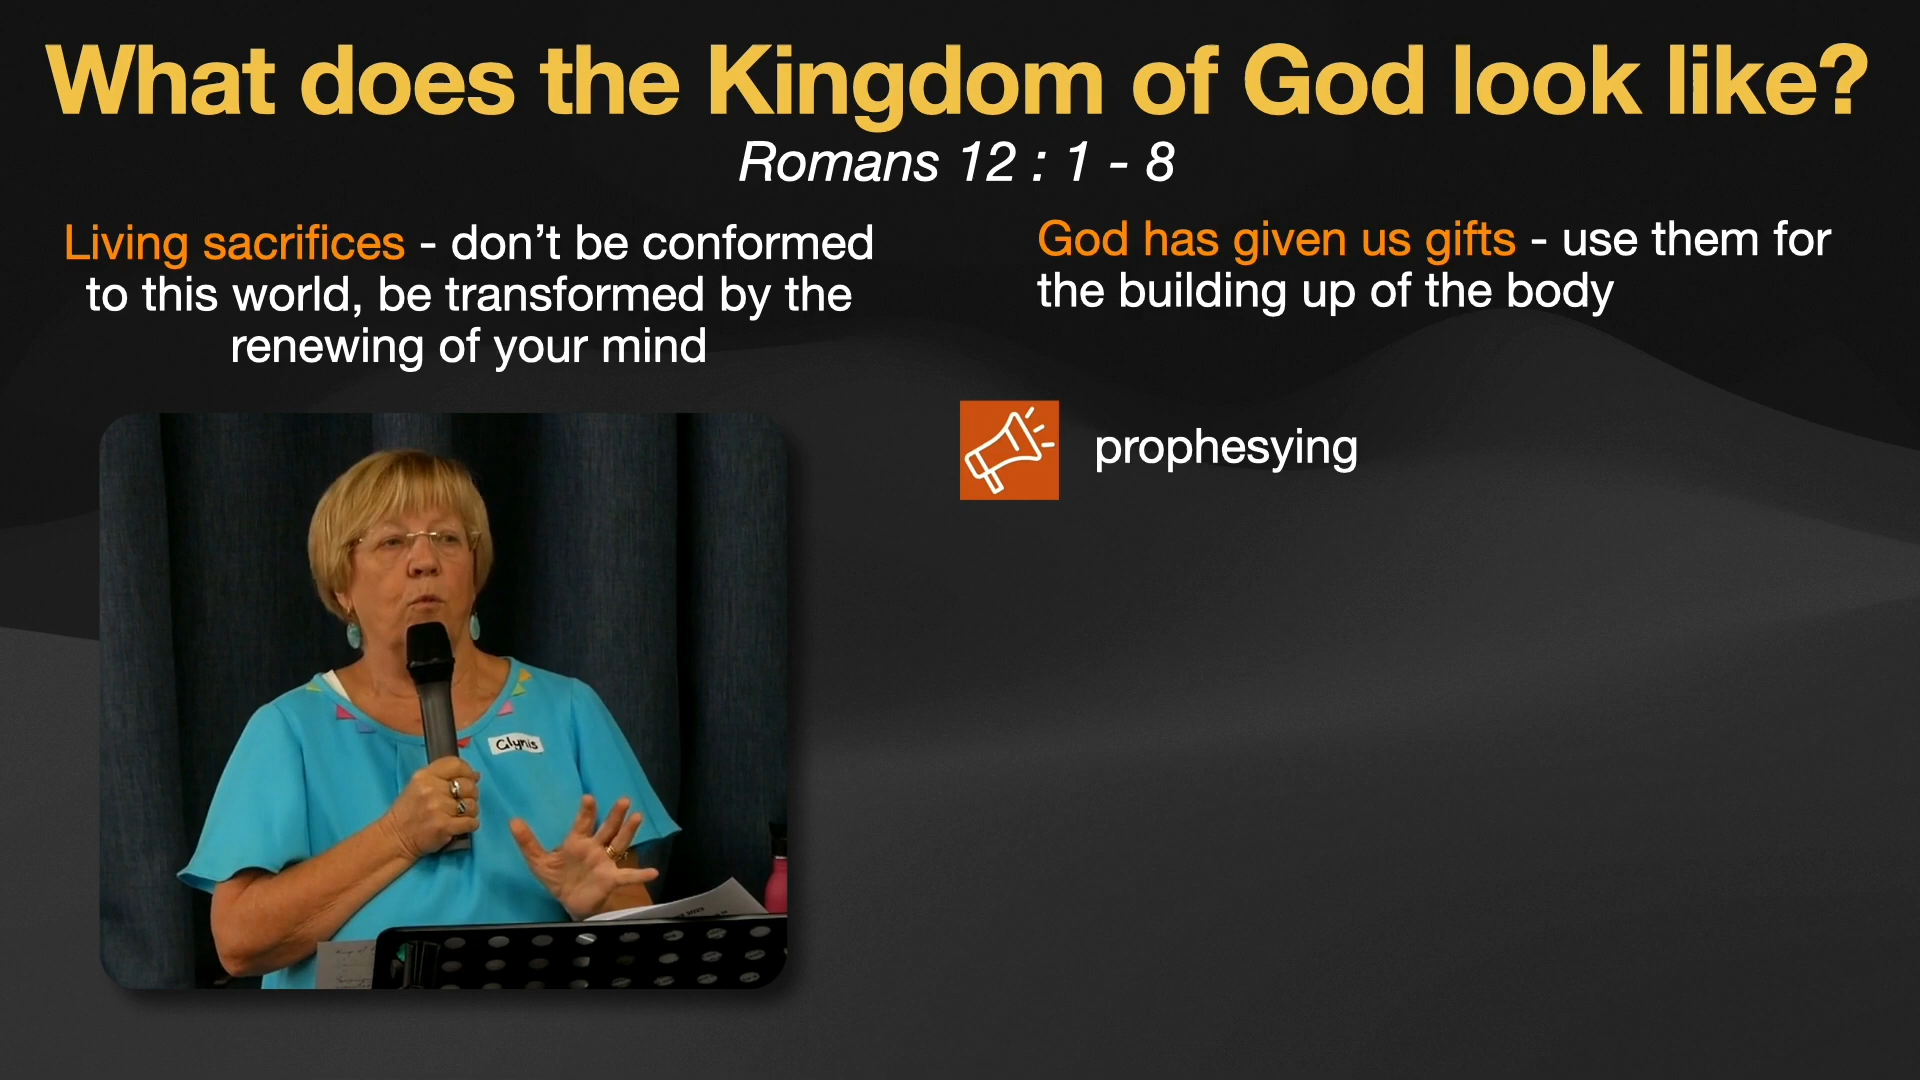 What does the Kingdom of God look like?
Romans 12 : 1 - 8
Living sacrifices - don’t be conformed
to this world, be transformed by the
renewing of your mind
God has given us gifts - use them for
the building up of the body
prophesying
Glynis